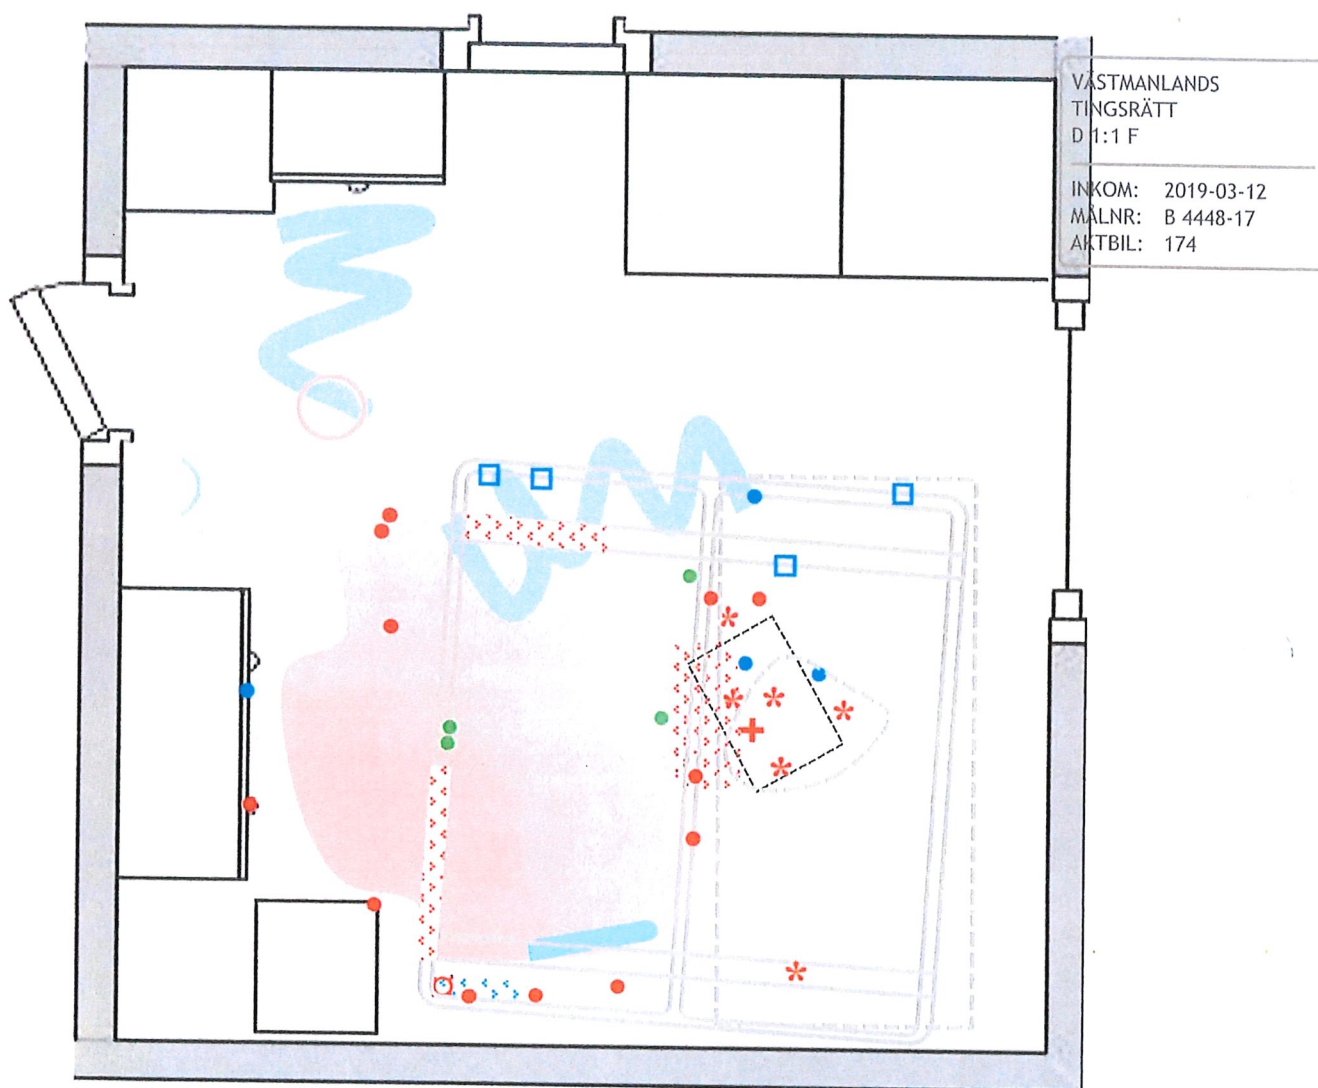 VÄSTMANLANDS
TINGSRÄTT
D 1:1 F
INKOM: 2019-03-12
MÅLNR: B 4448-17
AKTBIL: 174